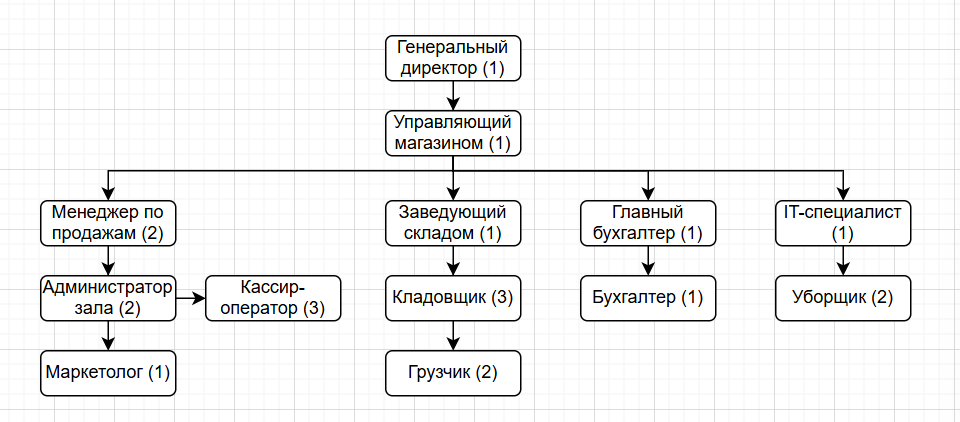 Генеральный
директор (1)
Управляющий
магазином (1)
Менеджер по
продажам (2)
Заведующий
складом (1)
Главный
бухгалтер (1)
IT-специалист
(1)
Администратор
зала (2)
Кассир-
оператор (3)
Кладовщик (3)
Бухгалтер (1)
Уборщик (2)
Маркетолог (1)
Грузчик (2)